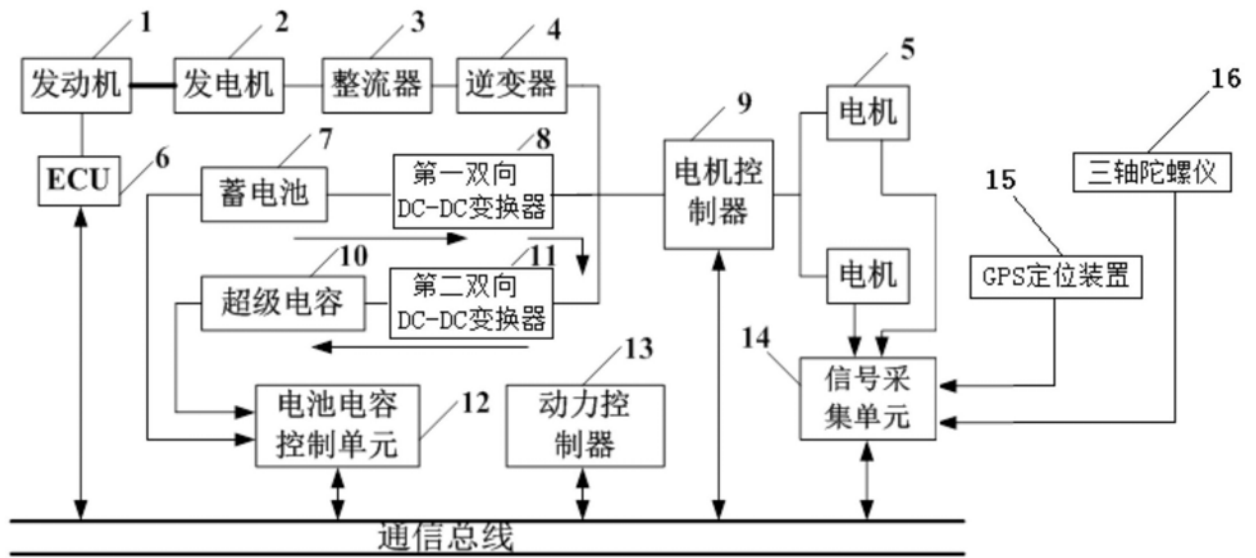 1
2
3
4
5
16
发动机
发电机
整流器
逆变器
电机
9
6
7
8
15
ECU
蓄电池
第一双向
DC-DC变换器
电机控
制器
三轴陀螺仪
10
11
超级电容
第二双向
DC-DC变换器
电机
GPS定位装置
13
14
电池电容
控制单元
12
动力控
制器
信号采
集单元
通信总线